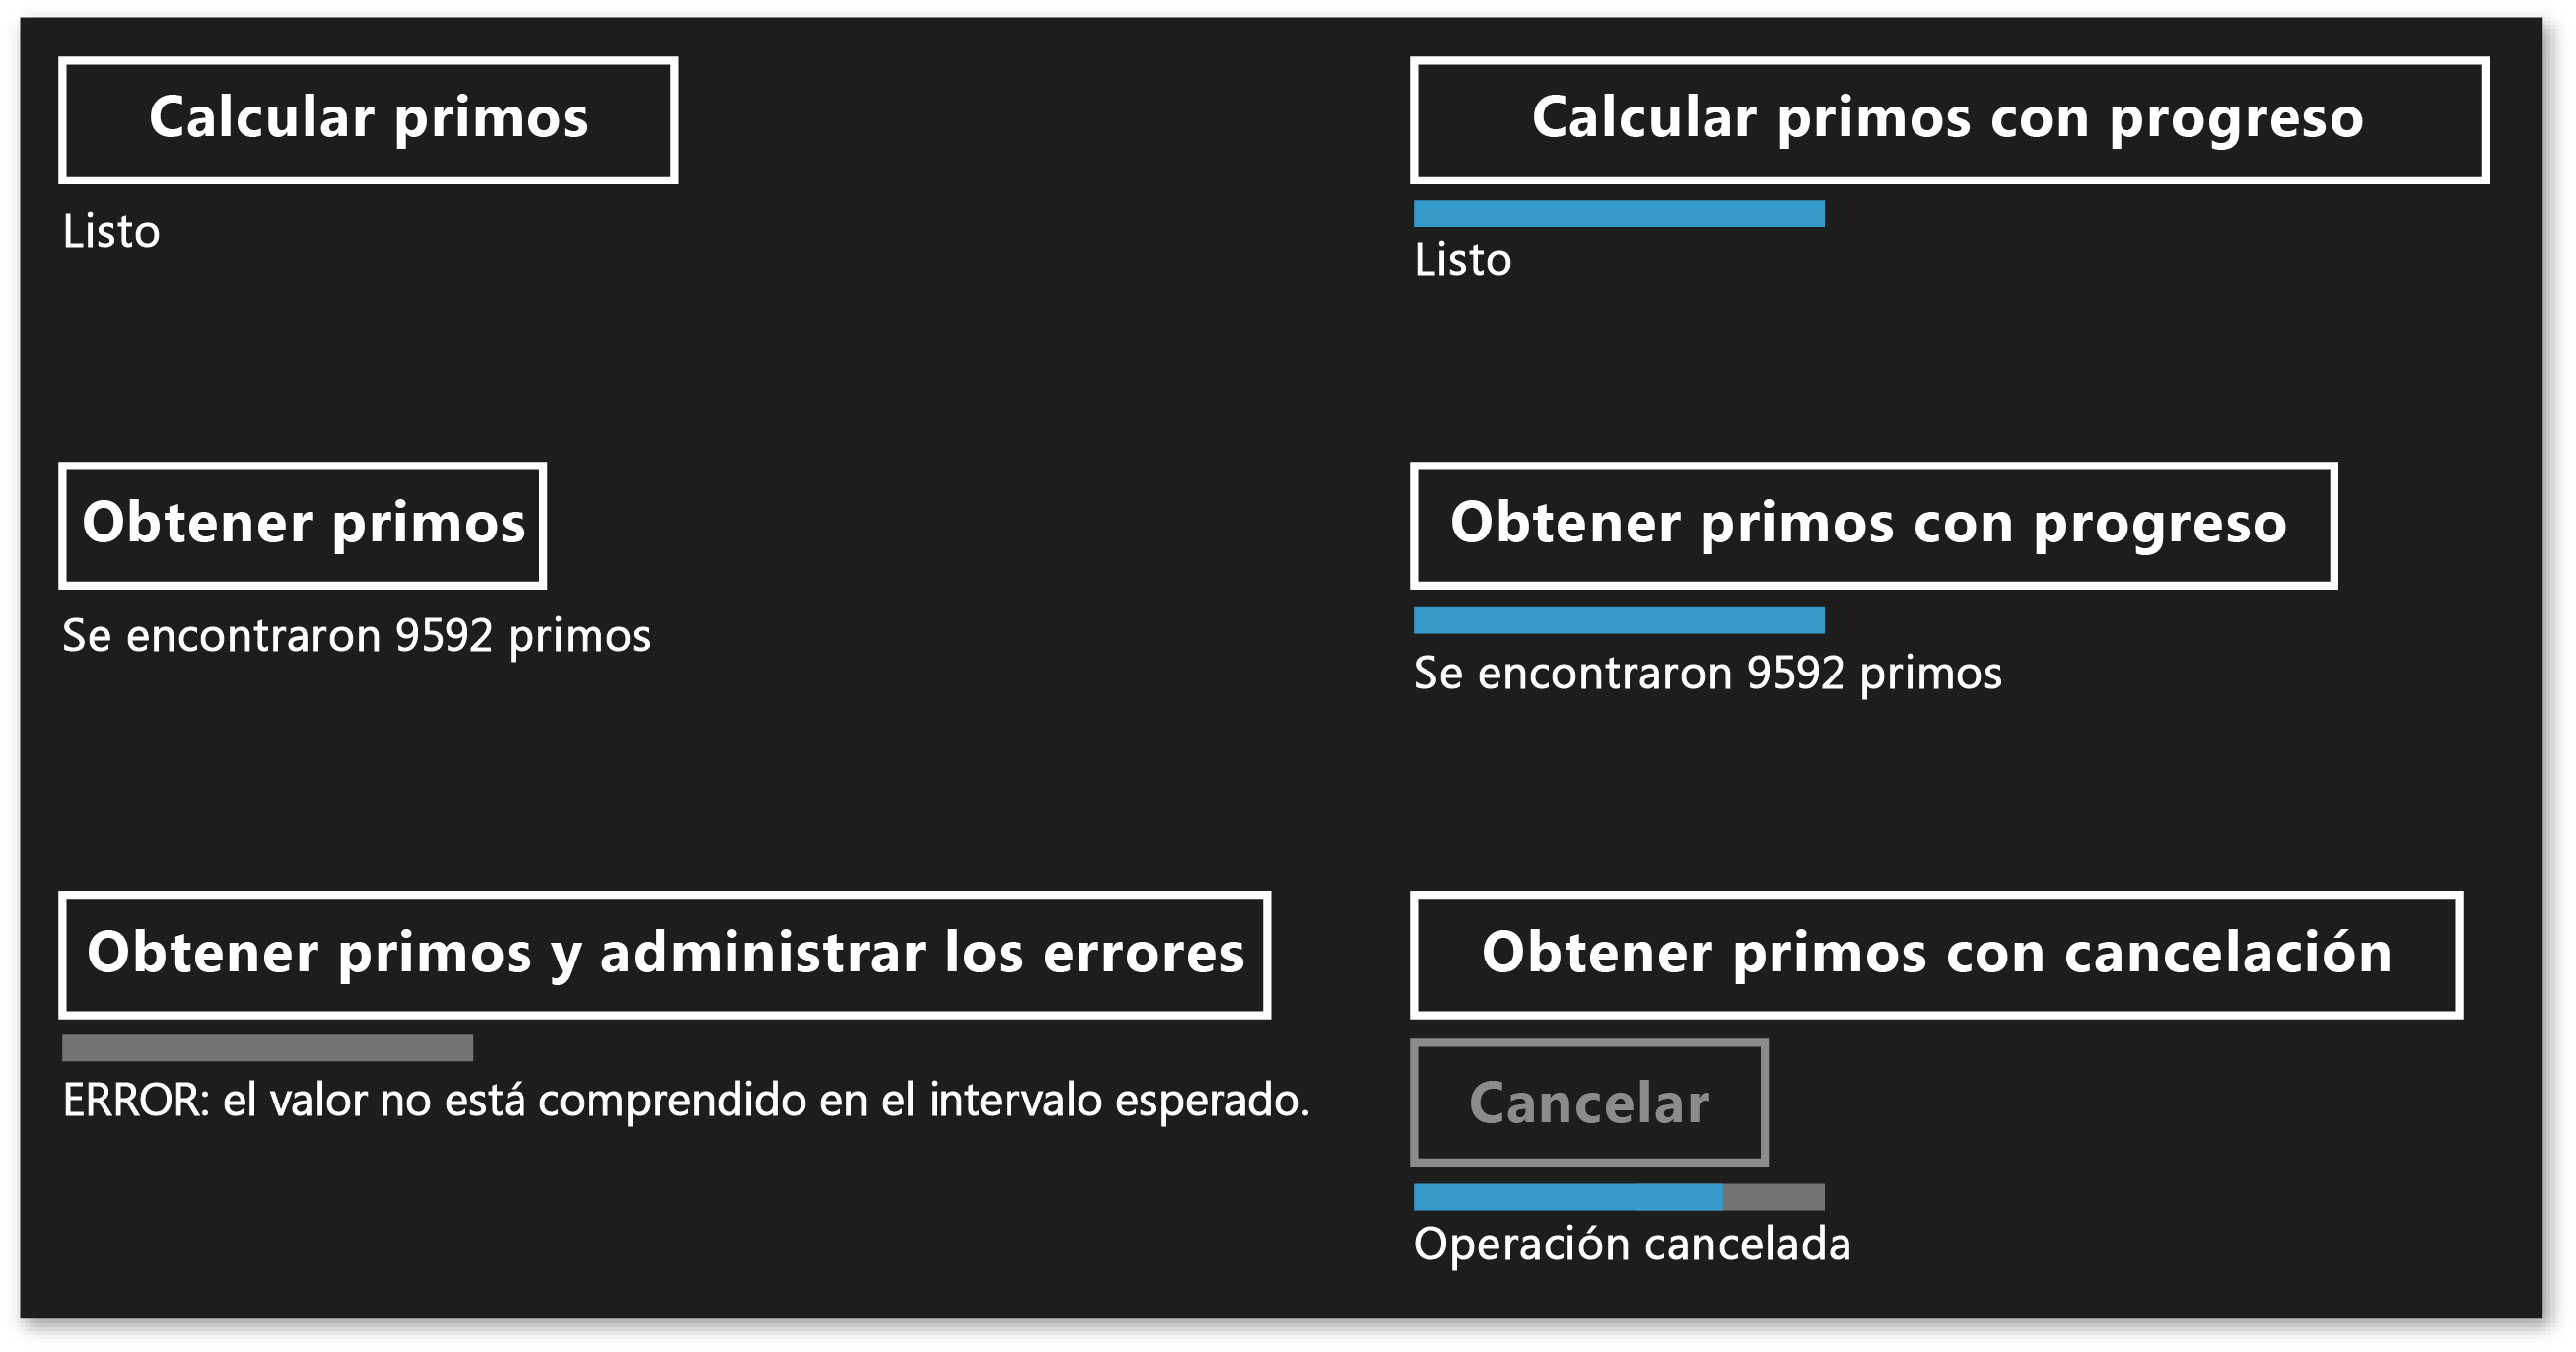 Calcular primos
Listo
Calcular primos con progreso
Listo
Obtener primos
Se encontraron 9592 primos
Obtener primos con progreso
Se encontraron 9592 primos
Obtener primos y administrar los errores
ERROR: el valor no está comprendido en el intervalo esperado.
Obtener primos con cancelación
Cancelar
Operación cancelada